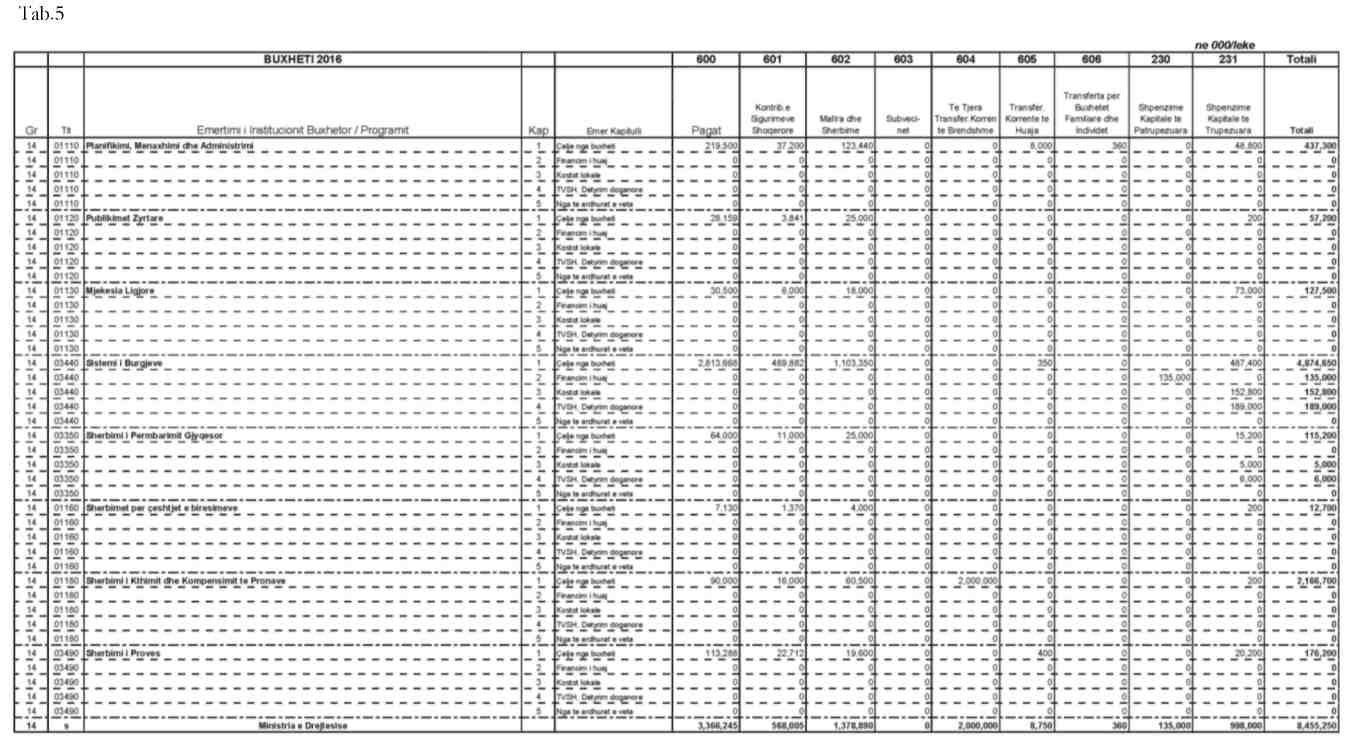 Tab.5
ne 000/leke
BUXHETI 2016 600 601 602 603 604 605 606 230 231 Totali
Gr Tit Emertimi i Institucionit Buxhetor / Programit Kap Emer Kapitulli Pagat Kontrib.e Sigurimeve Shoqerore Mallra dhe Sherbime Subvencionet Te Tjera Transfer.Korren te Brendshme Transfer. Korrente te Huaja Transferta per Buxhetet Familiare dhe Individet Shpenzime Kapitale te Patrupezuara Shpenzime Kapitale te Trupezuara Totali
14 01110 Planifikimi, Menaxhimi dhe Administrimi 1 Çelje nga buxheti 219,500 37,200 123,440 0 0 8,000 360 0 48,800 437,300
14 01110 2 Financim i huaj 0 0 0 0 0 0 0 0 0 0
14 01110 3 Kostot lokale 0 0 0 0 0 0 0 0 0 0
14 01110 4 TVSH, Detyrim doganore 0 0 0 0 0 0 0 0 0 0
14 01110 5 Nga te ardhurat e veta 0 0 0 0 0 0 0 0 0 0
14 01120 Publikimet Zyrtare 1 Çelje nga buxheti 28,159 3,841 25,000 0 0 0 0 0 200 57,200
14 01120 2 Financim i huaj 0 0 0 0 0 0 0 0 0 0
14 01120 3 Kostot lokale 0 0 0 0 0 0 0 0 0 0
14 01120 4 TVSH, Detyrim doganore 0 0 0 0 0 0 0 0 0 0
14 01120 5 Nga te ardhurat e veta 0 0 0 0 0 0 0 0 0 0
14 01130 Mjekesia Ligjore 1 Çelje nga buxheti 30,500 6,000 18,000 0 0 0 0 0 73,000 127,500
14 01130 2 Financim i huaj 0 0 0 0 0 0 0 0 0 0
14 01130 3 Kostot lokale 0 0 0 0 0 0 0 0 0 0
14 01130 4 TVSH, Detyrim doganore 0 0 0 0 0 0 0 0 0 0
14 01130 5 Nga te ardhurat e veta 0 0 0 0 0 0 0 0 0 0
14 03440 Sistemi i Burgjeve 1 Çelje nga buxheti 2,813,668 469,882 1,103,350 0 0 350 0 0 487,400 4,874,650
14 03440 2 Financim i huaj 0 0 0 0 0 0 0 135,000 0 135,000
14 03440 3 Kostot lokale 0 0 0 0 0 0 0 0 152,800 152,800
14 03440 4 TVSH, Detyrim doganore 0 0 0 0 0 0 0 0 189,000 189,000
14 03440 5 Nga te ardhurat e veta 0 0 0 0 0 0 0 0 0 0
14 03350 Sherbimi i Permbarimit Gjyqesor 1 Çelje nga buxheti 64,000 11,000 25,000 0 0 0 0 0 15,200 115,200
14 03350 2 Financim i huaj 0 0 0 0 0 0 0 0 0 0
14 03350 3 Kostot lokale 0 0 0 0 0 0 0 0 5,000 5,000
14 03350 4 TVSH, Detyrim doganore 0 0 0 0 0 0 0 0 6,000 6,000
14 03350 5 Nga te ardhurat e veta 0 0 0 0 0 0 0 0 0 0
14 01160 Sherbimet per çeshtjet e biresimeve 1 Çelje nga buxheti 7,130 1,370 4,000 0 0 0 0 0 200 12,700
14 01160 2 Financim i huaj 0 0 0 0 0 0 0 0 0 0
14 01160 3 Kostot lokale 0 0 0 0 0 0 0 0 0 0
14 01160 4 TVSH, Detyrim doganore 0 0 0 0 0 0 0 0 0 0
14 01160 5 Nga te ardhurat e veta 0 0 0 0 0 0 0 0 0 0
14 01180 Sherbimi i Kthimit dhe Kompensimit te Pronave 1 Çelje nga buxheti 90,000 16,000 60,500 0 2,000,000 0 0 0 200 2,166,700
14 01180 2 Financim i huaj 0 0 0 0 0 0 0 0 0 0
14 01180 3 Kostot lokale 0 0 0 0 0 0 0 0 0 0
14 01180 4 TVSH, Detyrim doganore 0 0 0 0 0 0 0 0 0 0
14 01180 5 Nga te ardhurat e veta 0 0 0 0 0 0 0 0 0 0
14 03490 Sherbimi i Proves 1 Çelje nga buxheti 113,288 22,712 19,600 0 0 400 0 0 20,200 176,200
14 03490 2 Financim i huaj 0 0 0 0 0 0 0 0 0 0
14 03490 3 Kostot lokale 0 0 0 0 0 0 0 0 0 0
14 03490 4 TVSH, Detyrim doganore 0 0 0 0 0 0 0 0 0 0
14 03490 5 Nga te ardhurat e veta 0 0 0 0 0 0 0 0 0 0
14 s Ministria e Drejtesise 3,366,245 568,005 1,378,890 0 2,000,000 8,750 360 135,000 998,000 8,455,250